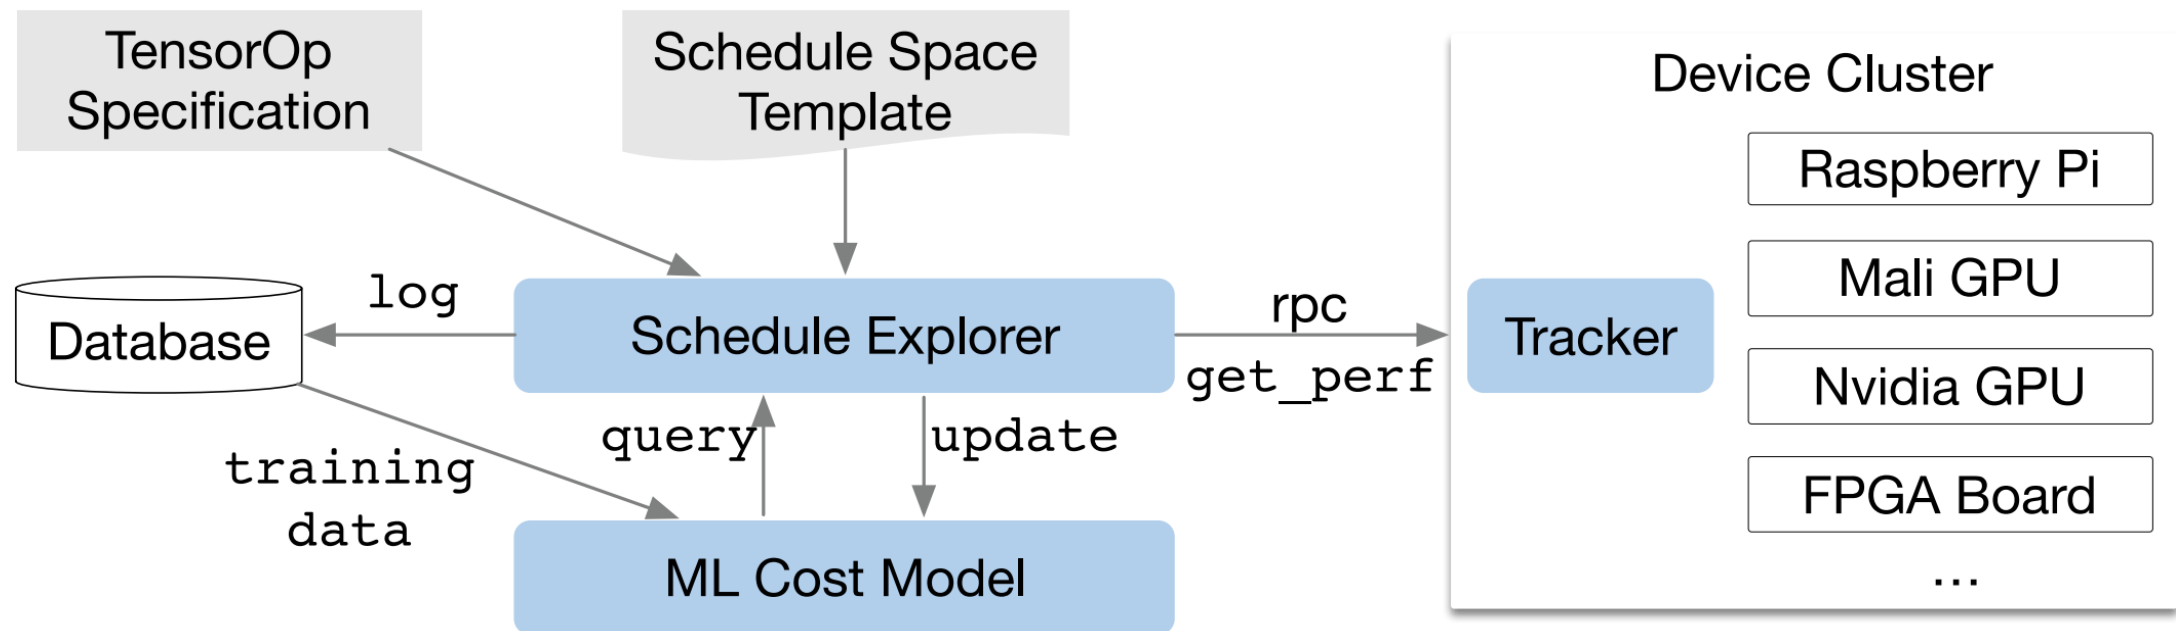 TensorOp
Specification
Schedule Space
Template
Device Cluster
Raspberry Pi
Mali GPU
Nvidia GPU
FPGA Board
...
Tracker
Database
log
Schedule Explorer
rpc
get_perf
query
update
training
data
ML Cost Model